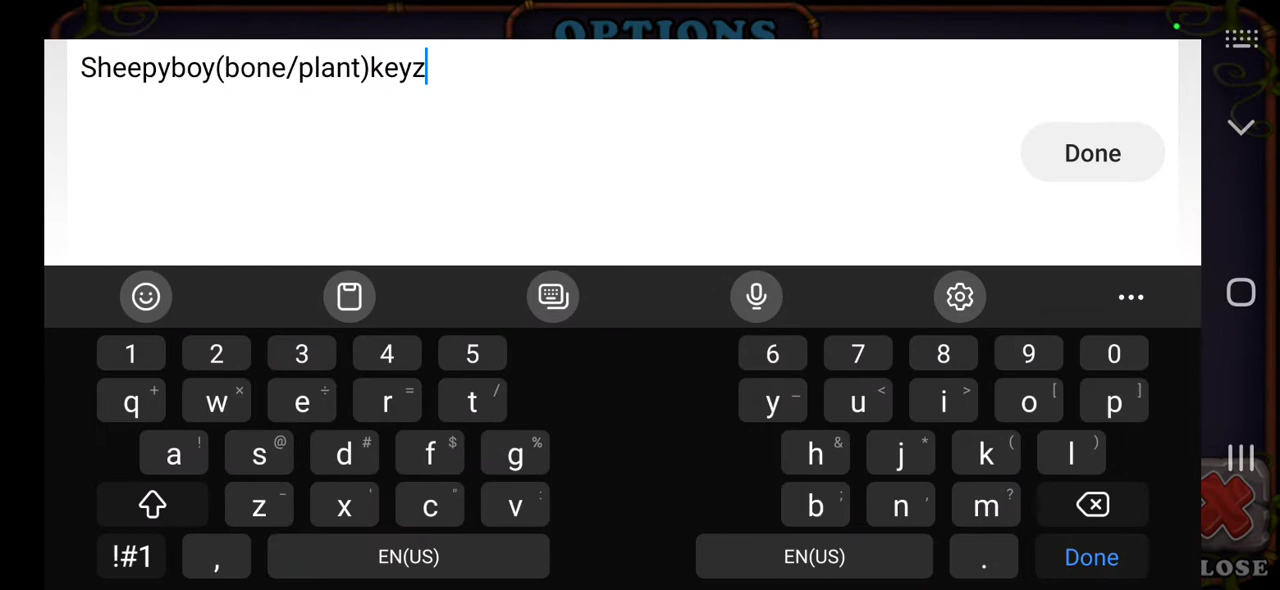 OPTIONS
Sheepyboy(bone/plant)keyz
Done
1 2 3 4 5 6 7 8 9 0
q + w × e ÷ r = t / y _ u < i > o [ p ]
a ! s @ d # f $ g % h & j * k ( l )
z - x ' c " v : b ; n , m ?
!#1 , EN(US) EN(US) . Done
LOSE